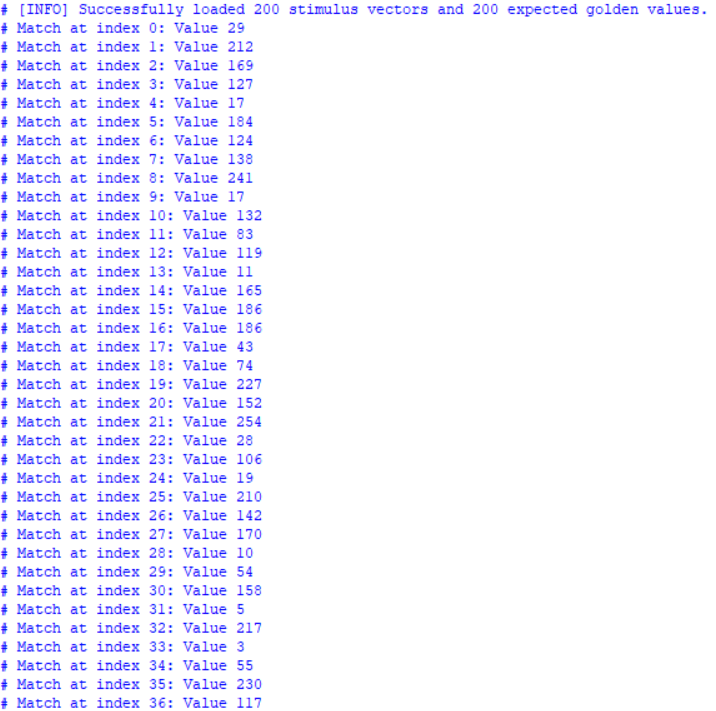 # [INFO] Successfully loaded 200 stimulus vectors and 200 expected golden values.
# Match at index 0: Value 29
# Match at index 1: Value 212
# Match at index 2: Value 169
# Match at index 3: Value 127
# Match at index 4: Value 17
# Match at index 5: Value 184
# Match at index 6: Value 124
# Match at index 7: Value 138
# Match at index 8: Value 241
# Match at index 9: Value 17
# Match at index 10: Value 132
# Match at index 11: Value 83
# Match at index 12: Value 119
# Match at index 13: Value 11
# Match at index 14: Value 165
# Match at index 15: Value 186
# Match at index 16: Value 186
# Match at index 17: Value 43
# Match at index 18: Value 74
# Match at index 19: Value 227
# Match at index 20: Value 152
# Match at index 21: Value 254
# Match at index 22: Value 28
# Match at index 23: Value 106
# Match at index 24: Value 19
# Match at index 25: Value 210
# Match at index 26: Value 142
# Match at index 27: Value 170
# Match at index 28: Value 10
# Match at index 29: Value 54
# Match at index 30: Value 158
# Match at index 31: Value 5
# Match at index 32: Value 217
# Match at index 33: Value 3
# Match at index 34: Value 55
# Match at index 35: Value 230
# Match at index 36: Value 117